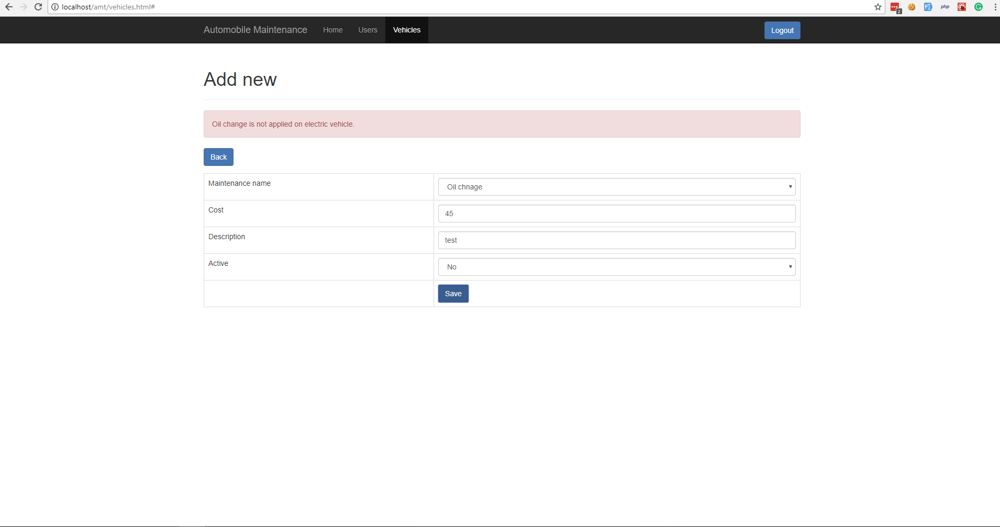 localhost/amt/vehicles.html#
2
php
Automobile Maintenance Home Users Vehicles Logout
Add new
Oil change is not applied on electric vehicle.
Back
Maintenance name Oil chnage
Cost 45
Description test
Active No
Save